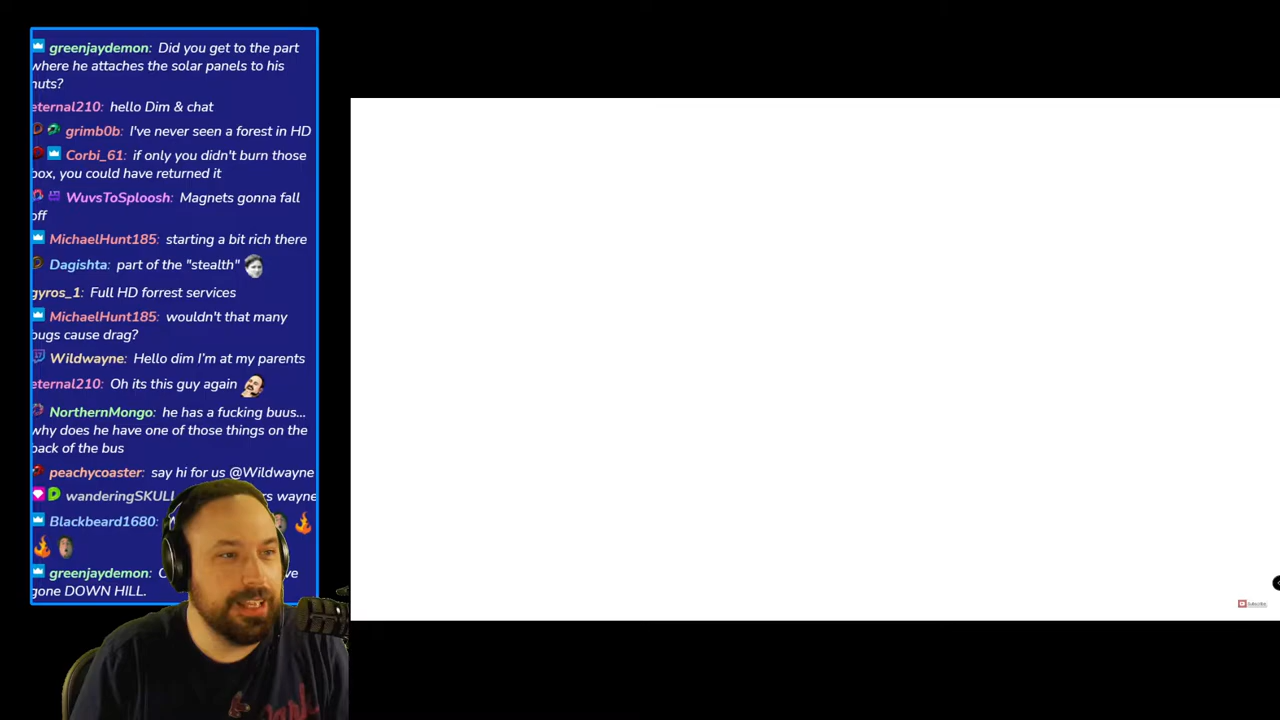 greenjaydemon: Did you get to the part
where he attaches the solar panels to his
nuts?
eternal210: hello Dim & chat
grimb0b: I've never seen a forest in HD
Corbi_61: if only you didn't burn those
box, you could have returned it
WuvsToSploosh: Magnets gonna fall
off
MichaelHunt185: starting a bit rich there
Dagishta: part of the "stealth"
gyros_1: Full HD forrest services
MichaelHunt185: wouldn't that many
bugs cause drag?
Wildwayne: Hello dim I'm at my parents
eternal210: Oh its this guy again
NorthernMongo: he has a fucking buus...
why does he have one of those things on the
back of the bus
peachycoaster: say hi for us @Wildwayne
wanderingSKULL wayne
Blackbeard1680:
greenjaydemon:
gone DOWN HILL.
Subscribe